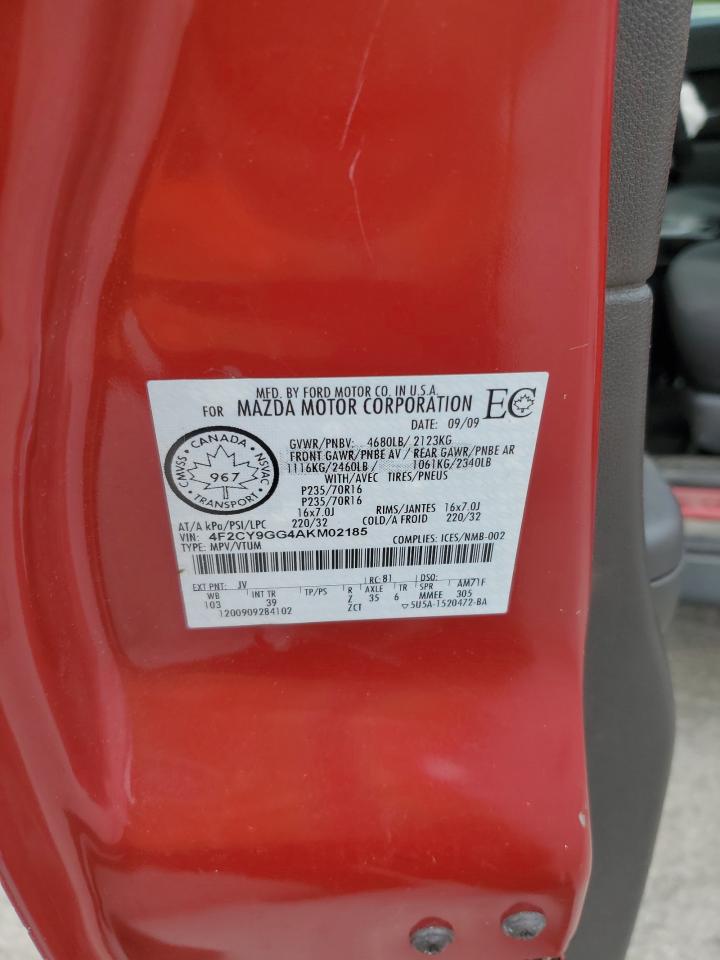 MFD. BY FORD MOTOR CO. IN U.S.A.
FOR MAZDA MOTOR CORPORATION EC
DATE: 09/09
CANADA
CMVSS NSVAC
967
TRANSPORT
GVWR/PNBV: 4680LB/ 2123KG
FRONT GAWR/PNBE AV / REAR GAWR/PNBE AR
1116KG/2460LB / 1061KG/2340LB
WITH/AVEC TIRES/PNEUS
P235/70R16
P235/70R16
16x7.0J RIMS/JANTES 16x7.0J
AT/A kPa/PSI/LPC 220/32 COLD/A FROID 220/32
VIN: 4F2CY9GG4AKM02185
TYPE: MPV/VTUM COMPLIES: ICES/NMB-002
EXT PNT: JV RC: 81 DSO:
WB INT TR TP/PS R AXLE TR SPR AM71F
103 39 Z 35 6 MMEE 305
1200909284102 ZCT ▽5U5A-1520472-BA